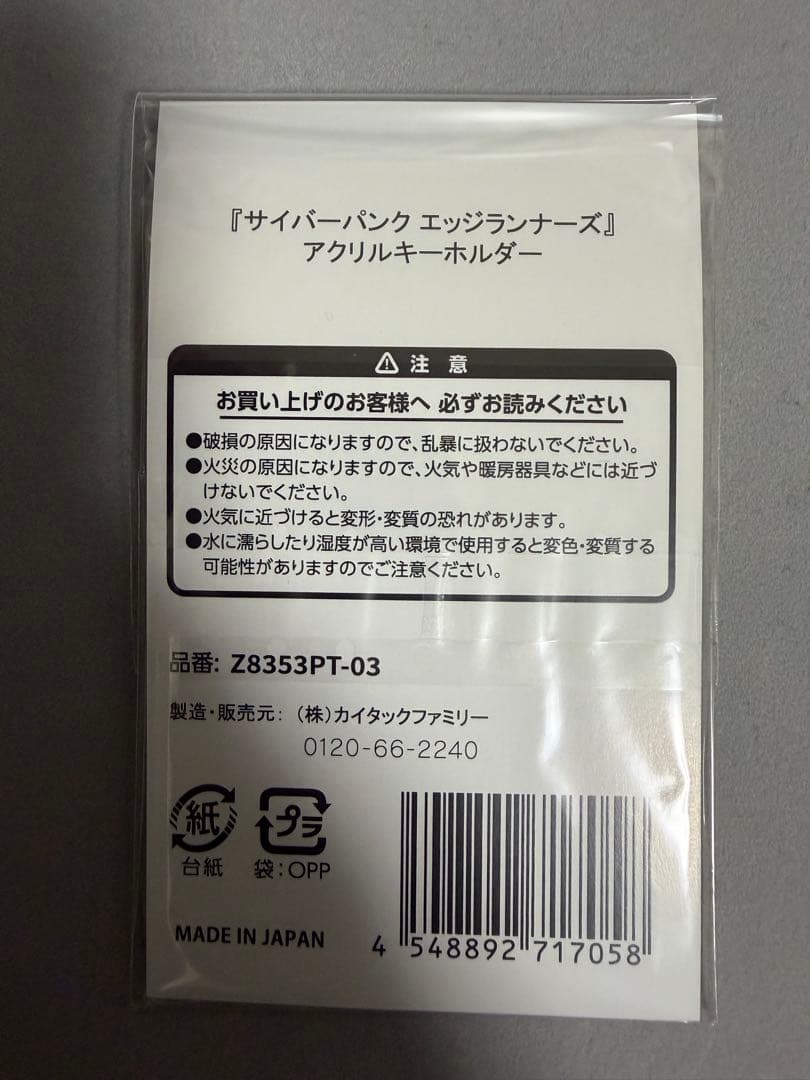 『サイバーパンク エッジランナーズ』
アクリルキーホルダー
注 意
お買い上げのお客様へ 必ずお読みください
●破損の原因になりますので、乱暴に扱わないでください。
●火災の原因になりますので、火気や暖房器具などには近づ
けないでください。
●火気に近づけると変形・変質の恐れがあります。
●水に濡らしたり湿度が高い環境で使用すると変色・変質する
可能性がありますのでご注意ください。
品番: Z8353PT-03
製造・販売元: (株)カイタックファミリー
0120-66-2240
紙 プラ
台紙 袋:OPP
MADE IN JAPAN
4 548892 717058